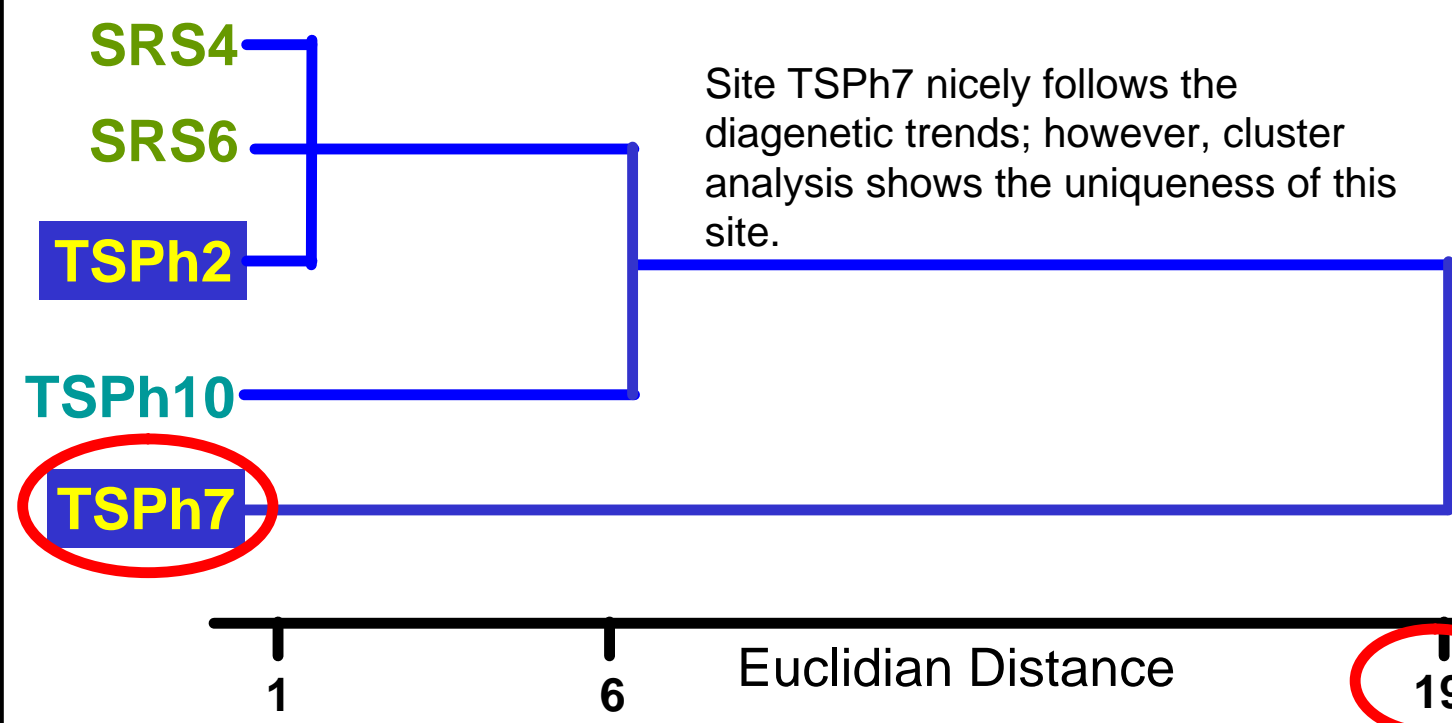 SRS4
SRS6
TSPh2
TSPh10
TSPh7
Site TSPh7 nicely follows the
diagenetic trends; however, cluster
analysis shows the uniqueness of this
site.
1
6
Euclidian Distance
19